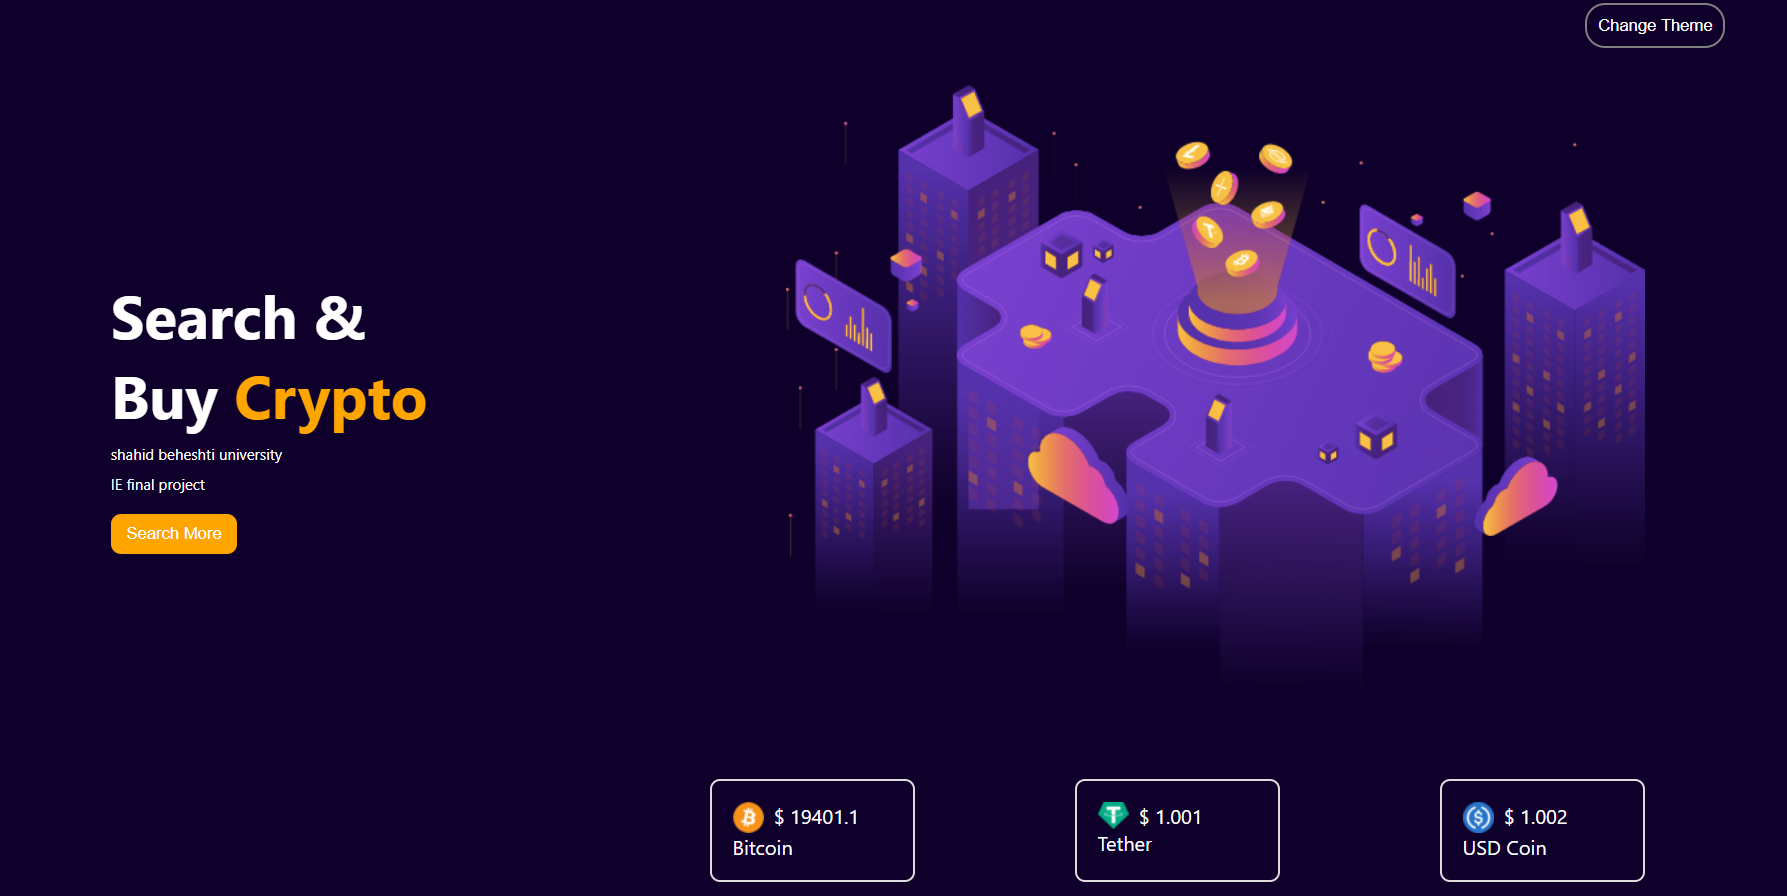 Change Theme
Search &
Buy Crypto
shahid beheshti university
IE final project
Search More
$ 19401.1
Bitcoin
$ 1.001
Tether
$ 1.002
USD Coin